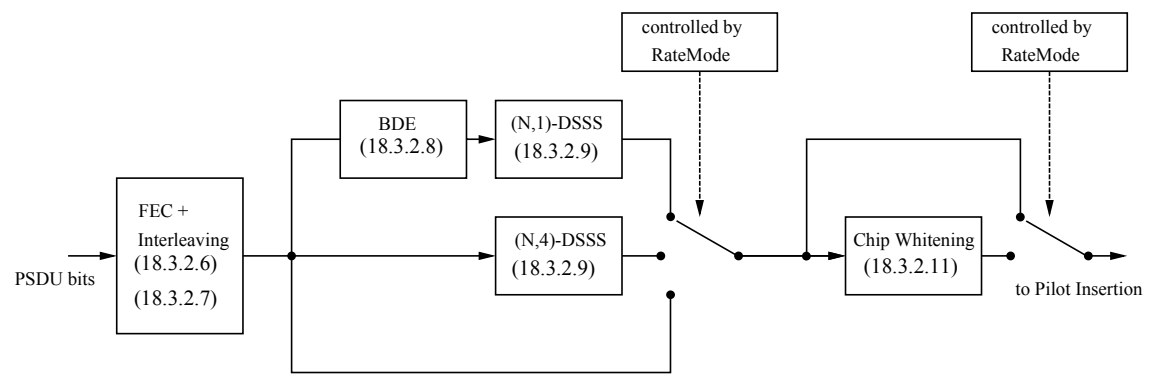 controlled by
RateMode
controlled by
RateMode
BDE
(18.3.2.8)
(N,1)-DSSS
(18.3.2.9)
FEC +
Interleaving
(18.3.2.6)
(18.3.2.7)
PSDU bits
(N,4)-DSSS
(18.3.2.9)
Chip Whitening
(18.3.2.11)
to Pilot Insertion